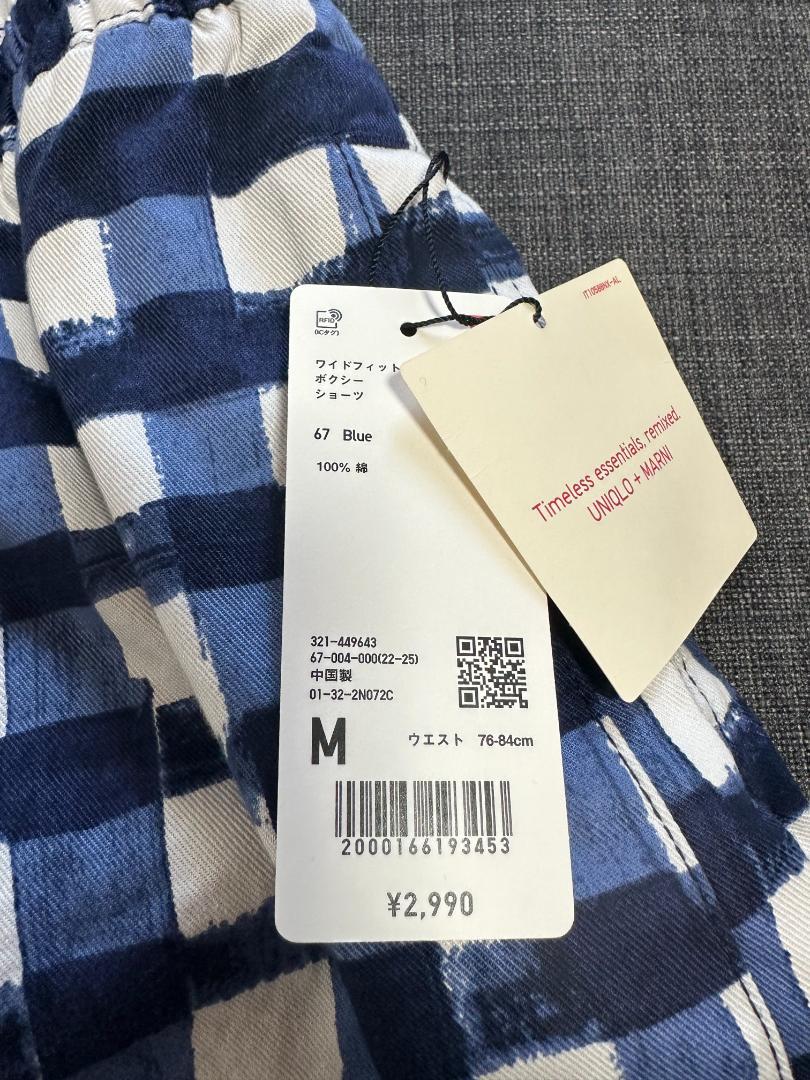 RFID
(ICタグ)
ワイドフィット
ボクシー
ショーツ
67 Blue
100% 綿
321-449643
67-004-000(22-25)
中国製
01-32-2N072C
M ウエスト 76-84cm
2000166193453
¥2,990
Timeless essentials, remixed.
UNIQLO + MARNI